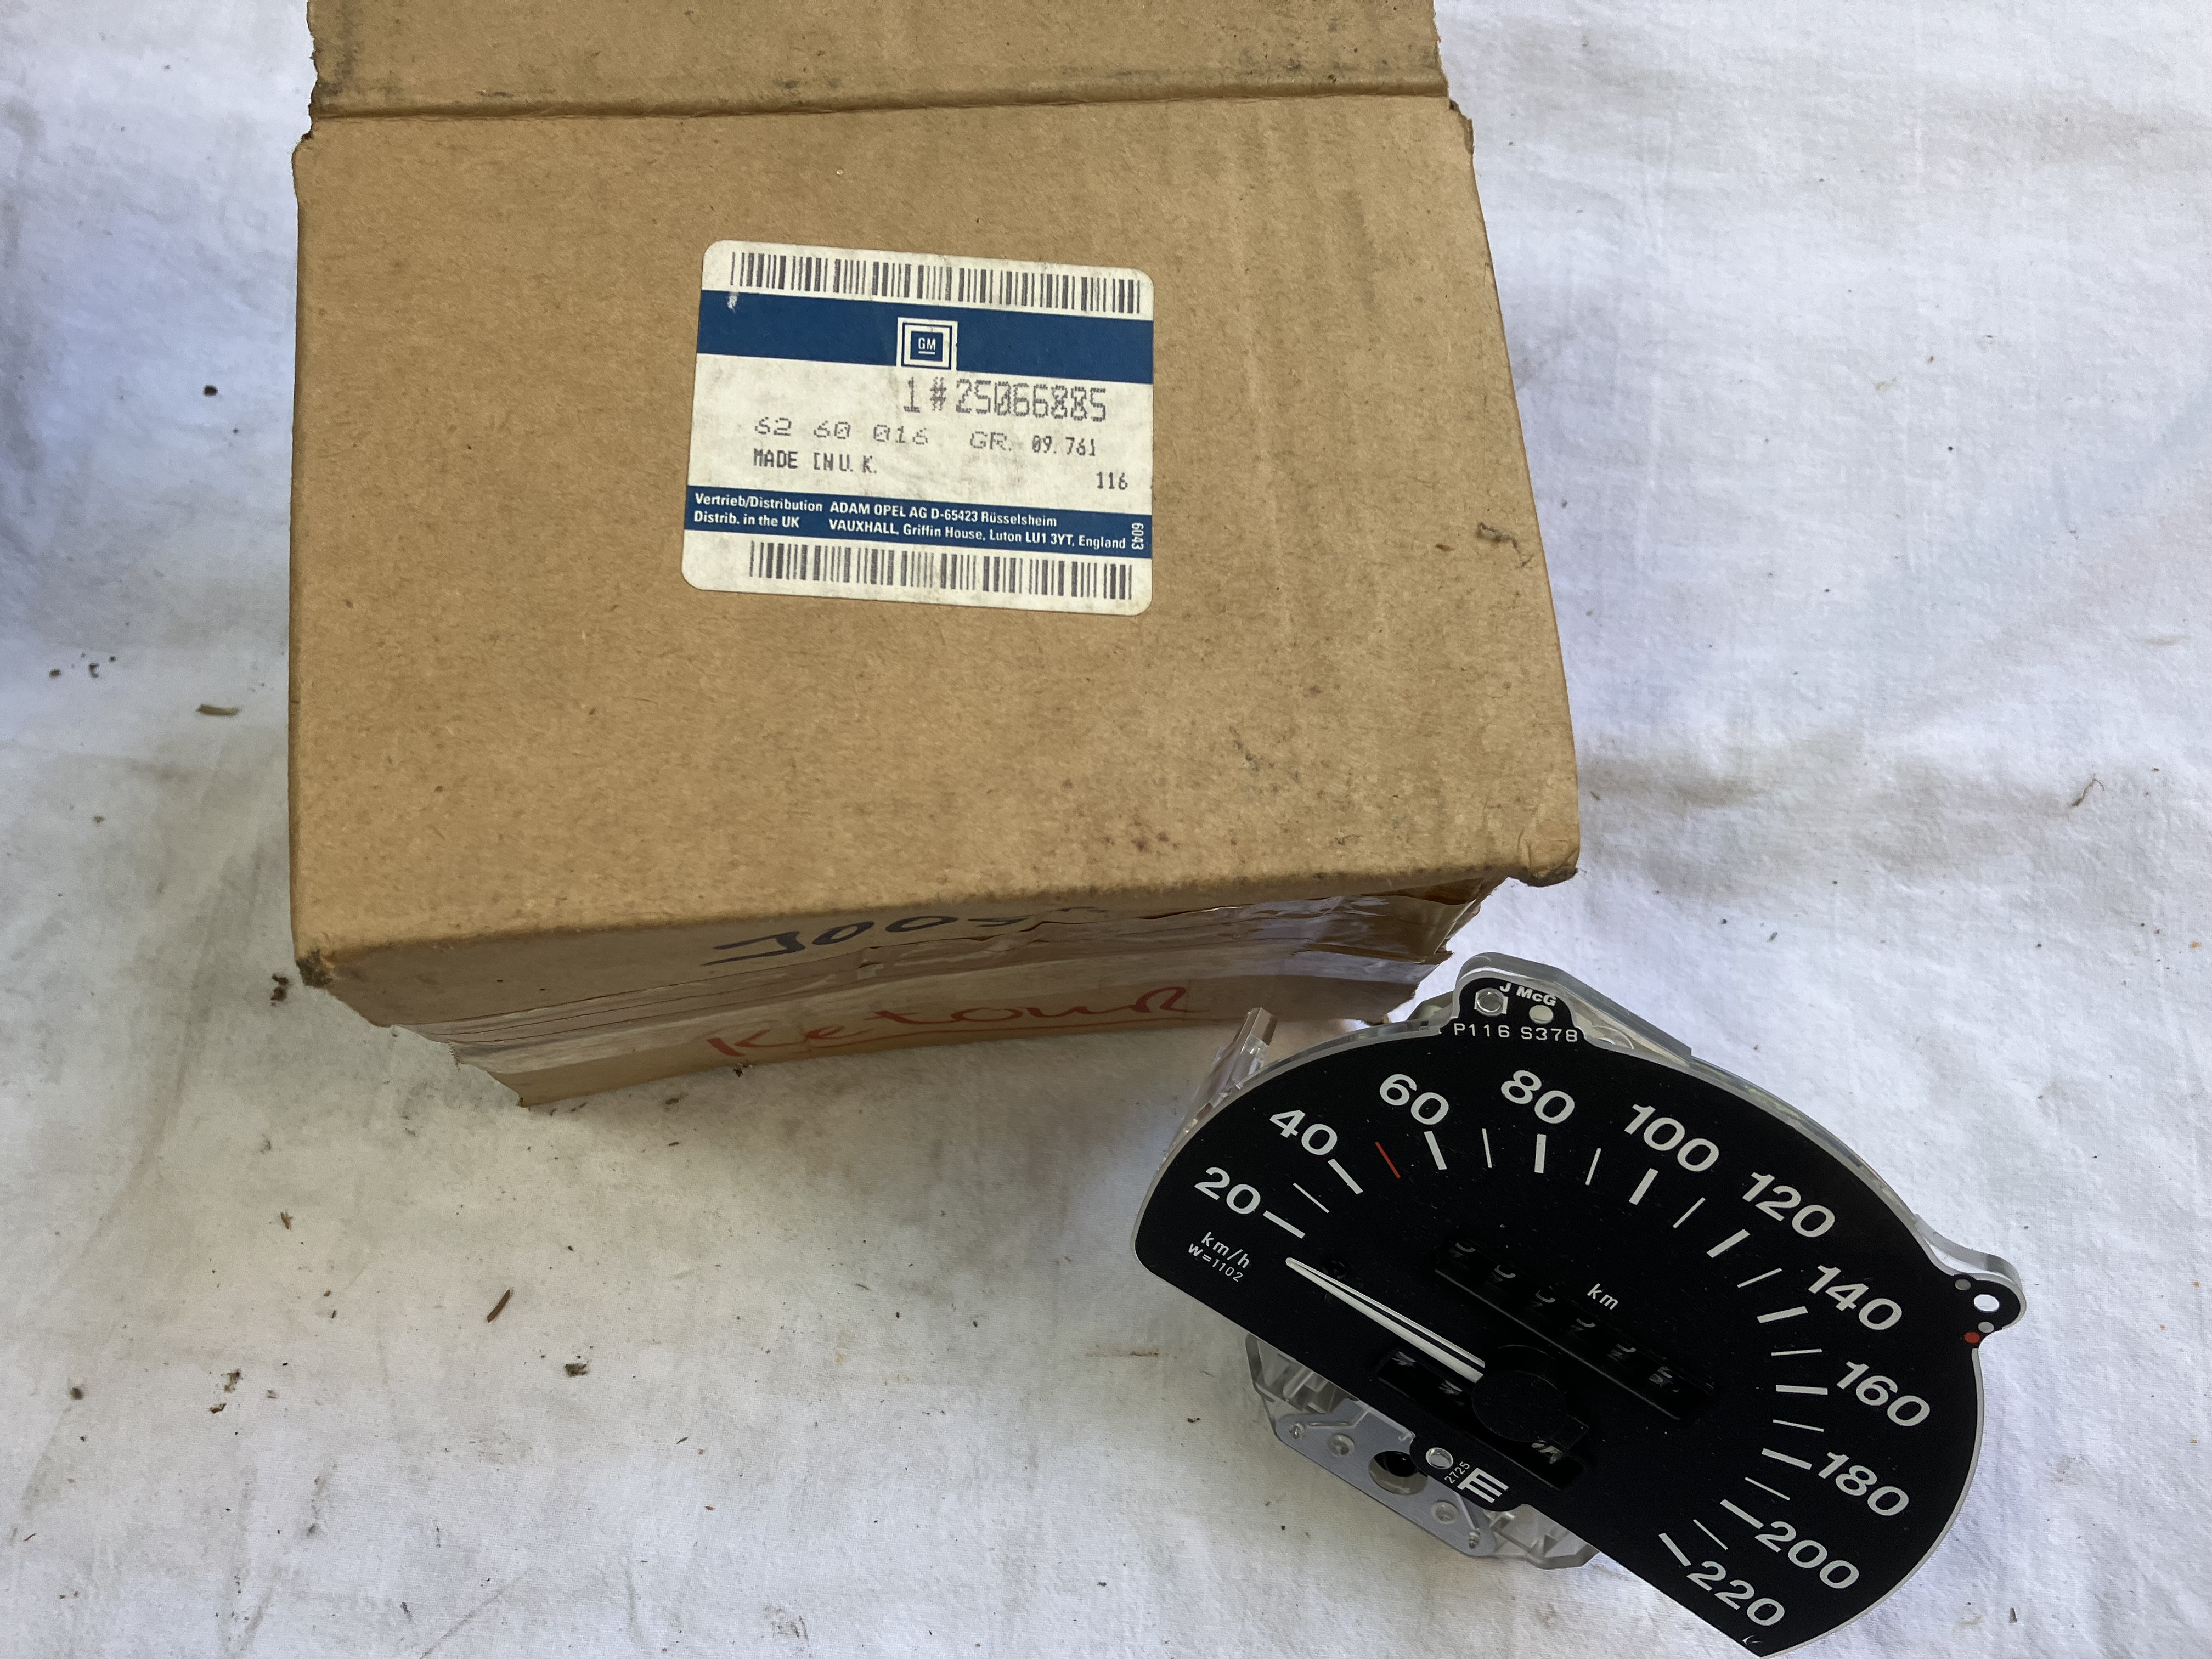 GM
1#25066885
62 60 016 GR. 09.761
MADE IN U.K.
116
Vertrieb/Distribution ADAM OPEL AG D-65423 Rüsselsheim
Distrib. in the UK VAUXHALL, Griffin House, Luton LU1 3YT, England
6043
Retour
J McG
P116 S378
20
40
60
80
100
120
140
160
180
200
220
km/h
W=1102
km
2725